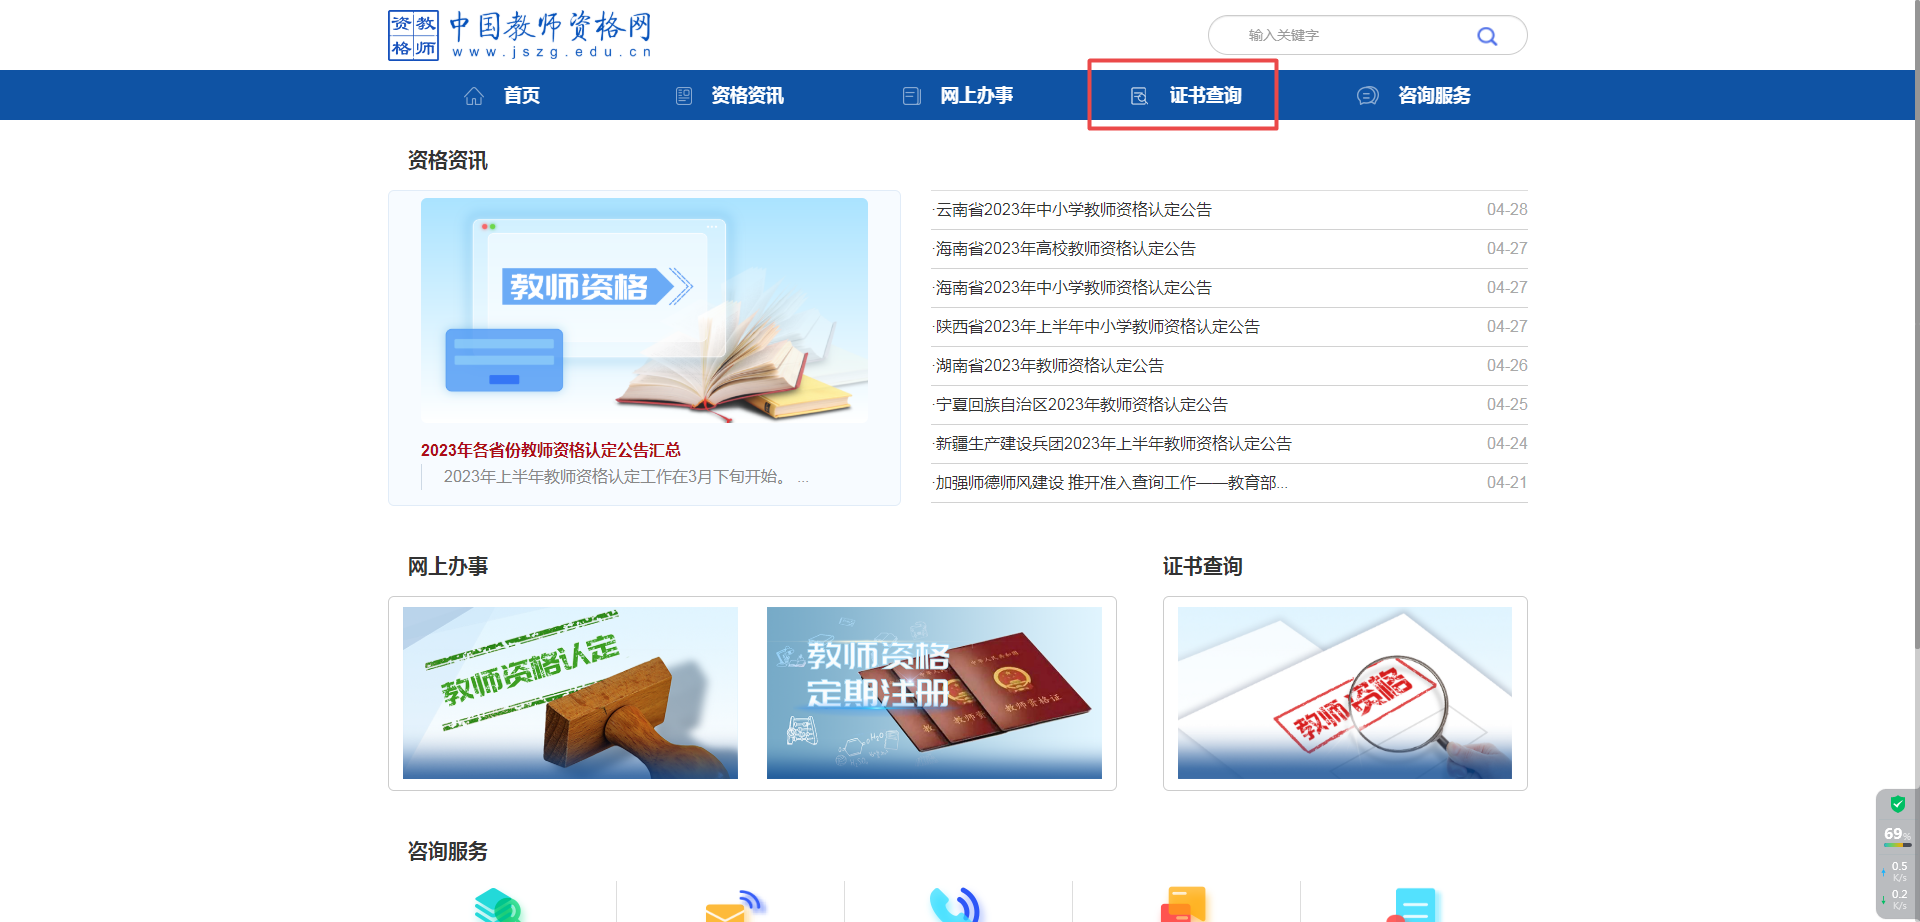 资教
格师
中国教师资格网
www.jszg.edu.cn
输入关键字
首页
资格资讯
网上办事
证书查询
咨询服务
资格资讯
教师资格
2023年各省份教师资格认定公告汇总
2023年上半年教师资格认定工作在3月下旬开始。 ...
·云南省2023年中小学教师资格认定公告 04-28
·海南省2023年高校教师资格认定公告 04-27
·海南省2023年中小学教师资格认定公告 04-27
·陕西省2023年上半年中小学教师资格认定公告 04-27
·湖南省2023年教师资格认定公告 04-26
·宁夏回族自治区2023年教师资格认定公告 04-25
·新疆生产建设兵团2023年上半年教师资格认定公告 04-24
·加强师德师风建设 推开准入查询工作——教育部... 04-21
网上办事
教师资格认定
教师资格
定期注册
中华人民共和国
教师资格证
证书查询
教师资格
咨询服务
69%
0.5
K/s
0.2
K/s